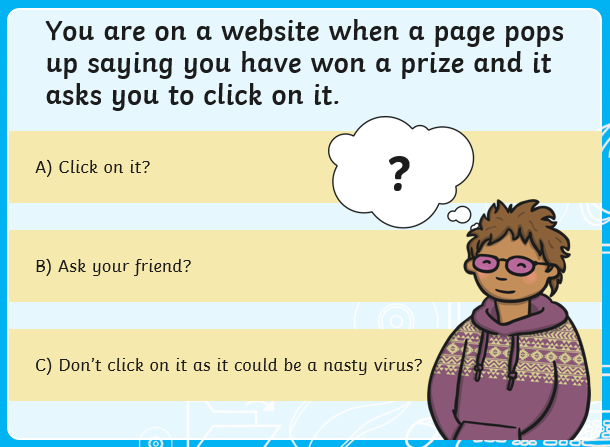 You are on a website when a page pops
up saying you have won a prize and it
asks you to click on it.
A) Click on it?
?
B) Ask your friend?
C) Don't click on it as it could be a nasty virus?